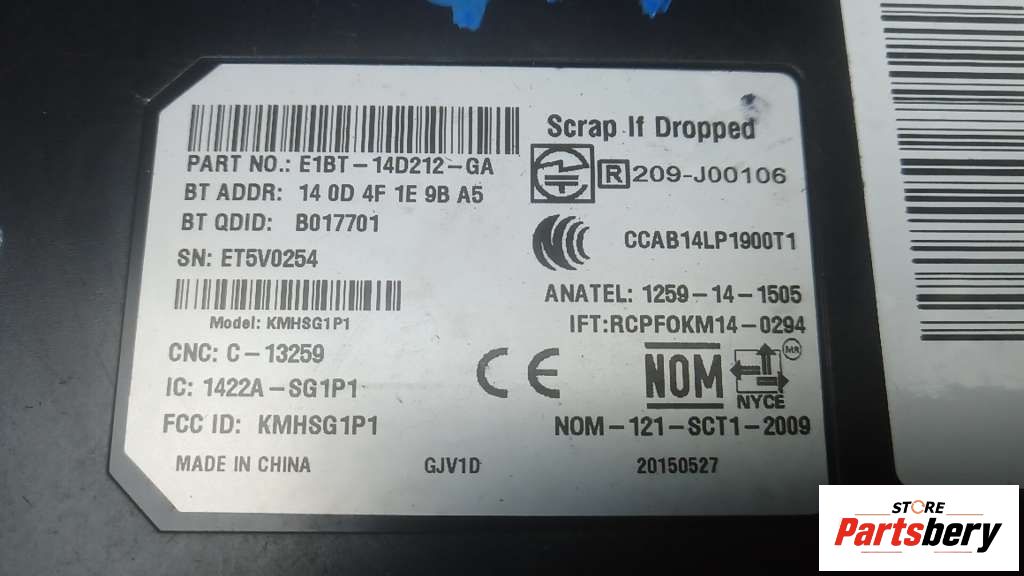 PART NO.: E1BT-14D212-GA
BT ADDR: 14 0D 4F 1E 9B A5
BT QDID: B017701
SN: ET5V0254
Model: KMHSG1P1
CNC: C-13259
IC: 1422A-SG1P1
FCC ID: KMHSG1P1
MADE IN CHINA
GJV1D
Scrap If Dropped
R 209-J00106
CCAB14LP1900T1
ANATEL: 1259-14-1505
IFT:RCPFOKM14-0294
CE
NOM
NYCE
MR
NOM-121-SCT1-2009
20150527
STORE
Partsbery